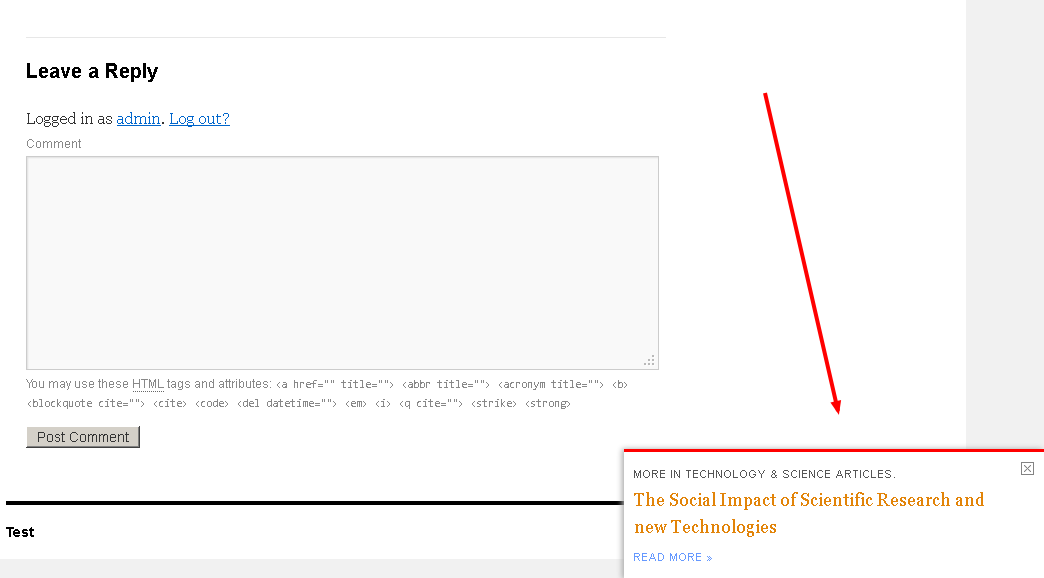 Leave a Reply
Logged in as admin. Log out?
Comment
You may use these HTML tags and attributes: <a href="" title=""> <abbr title=""> <acronym title=""> <b>
<blockquote cite=""> <cite> <code> <del datetime=""> <em> <i> <q cite=""> <strike> <strong>
Post Comment
MORE IN TECHNOLOGY & SCIENCE ARTICLES.
The Social Impact of Scientific Research and
new Technologies
READ MORE »
Test